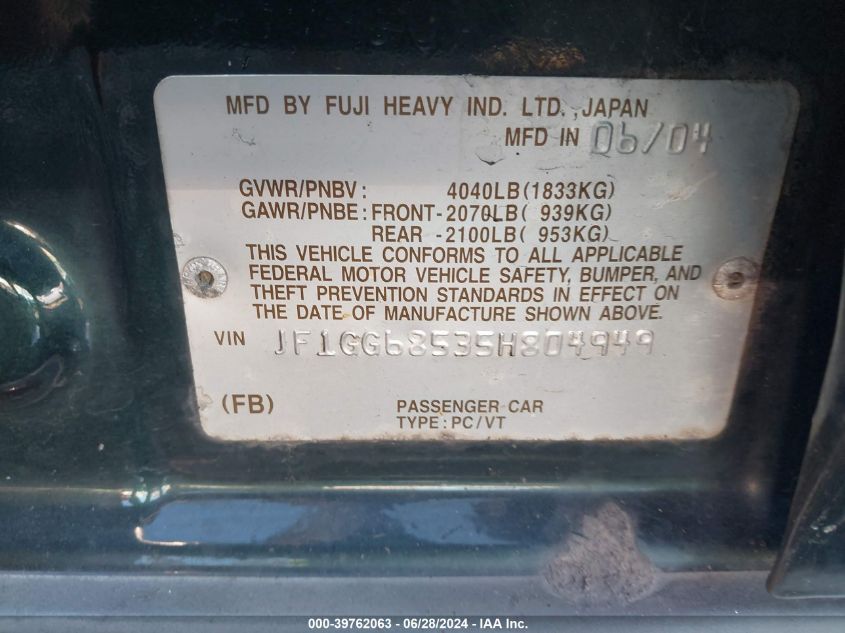 MFD BY FUJI HEAVY IND. LTD. ,JAPAN
MFD IN 06/04
GVWR/PNBV: 4040LB(1833KG)
GAWR/PNBE: FRONT-2070LB( 939KG)
REAR -2100LB( 953KG)
THIS VEHICLE CONFORMS TO ALL APPLICABLE
FEDERAL MOTOR VEHICLE SAFETY, BUMPER, AND
THEFT PREVENTION STANDARDS IN EFFECT ON
THE DATE OF MANUFACTURE SHOWN ABOVE.
VIN JF1GG68535H804949
(FB) PASSENGER CAR
TYPE:PC/VT
000-39762063 - 06/28/2024 - IAA Inc.